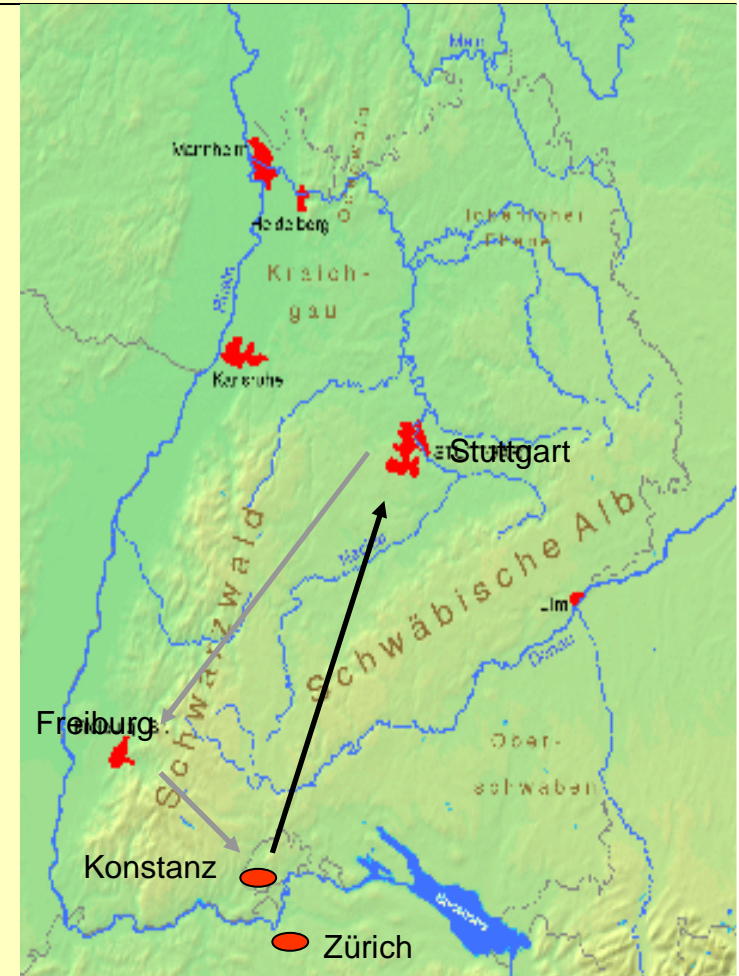 Main
Mannheim
Odenwald
Heidelberg
Hohenloher
Ebene
Kraich-
gau
Rhein
Karlsruhe
Stuttgart
Neckar
Schwarzwald
Schwäbische Alb
Ulm
Donau
Freiburg
Ober-
schwaben
Konstanz
Bodensee
Zürich